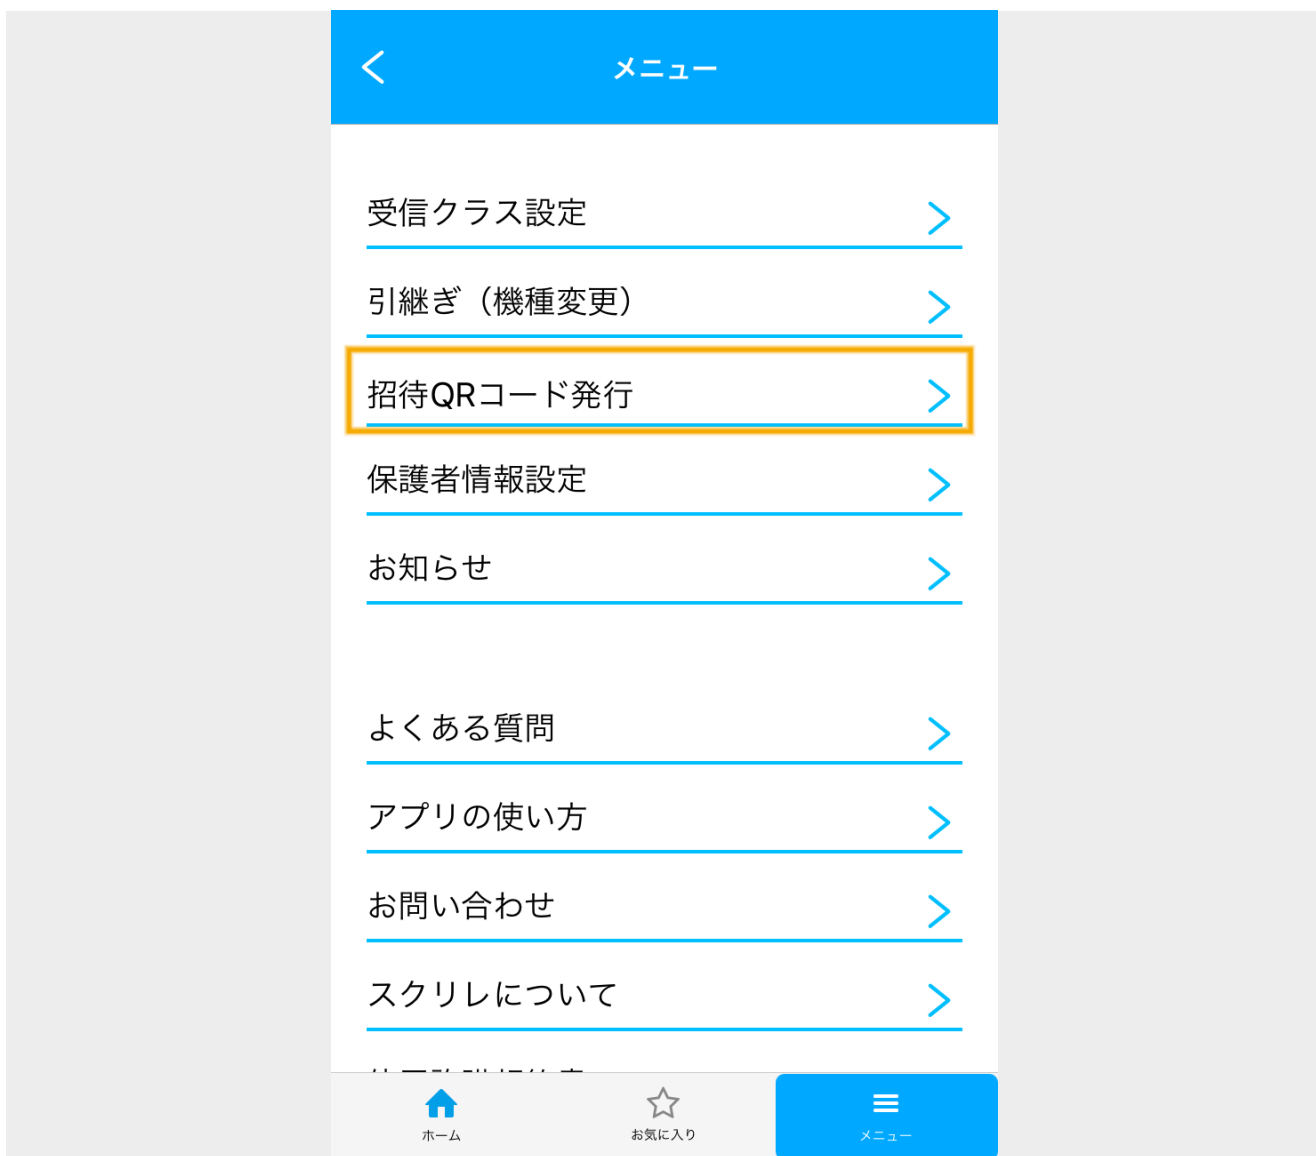 メニュー
受信クラス設定
引継ぎ（機種変更）
招待QRコード発行
保護者情報設定
お知らせ
よくある質問
アプリの使い方
お問い合わせ
スクリレについて
ホーム
お気に入り
メニュー